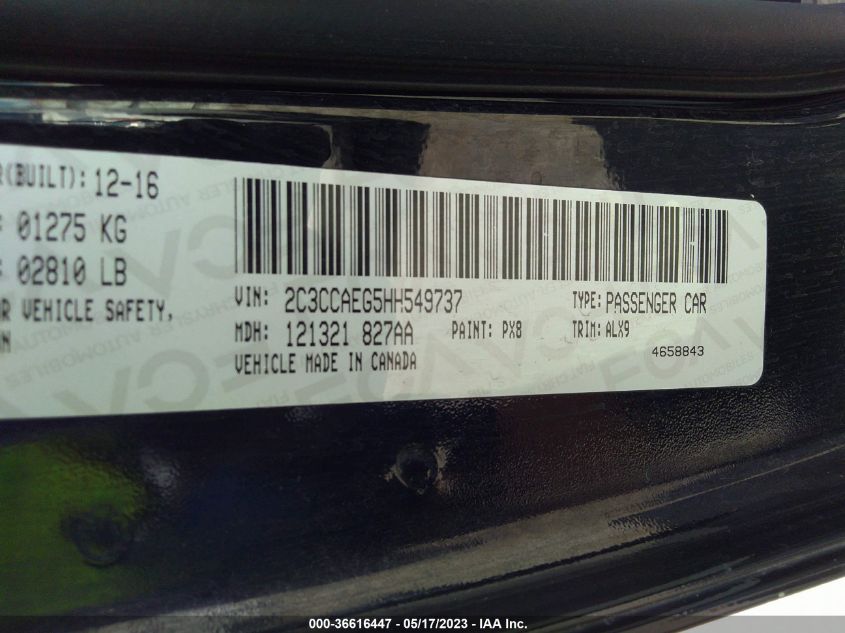 R(BUILT): 12-16
01275 KG
02810 LB
OR VEHICLE SAFETY,
VIN: 2C3CCAEG5HH549737 TYPE: PASSENGER CAR
MDH: 121321 827AA PAINT: PX8 TRIM: ALX9
VEHICLE MADE IN CANADA 4658843
000-36616447 - 05/17/2023 - IAA Inc.